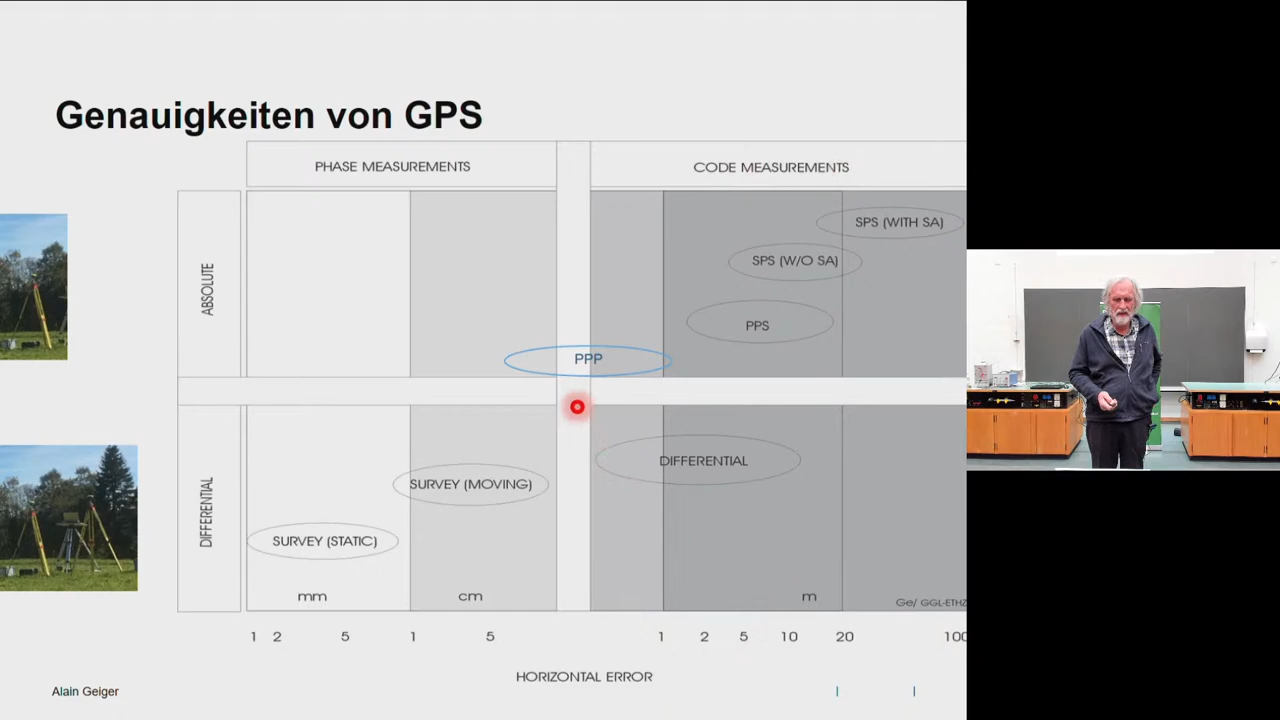 Genauigkeiten von GPS
PHASE MEASUREMENTS
CODE MEASUREMENTS
ABSOLUTE
SPS (WITH SA)
SPS (W/O SA)
PPS
PPP
DIFFERENTIAL
DIFFERENTIAL
SURVEY (MOVING)
SURVEY (STATIC)
mm cm m
Ge/ GGL-ETHZ
1 2 5 1 5 1 2 5 10 20 100
HORIZONTAL ERROR
Alain Geiger